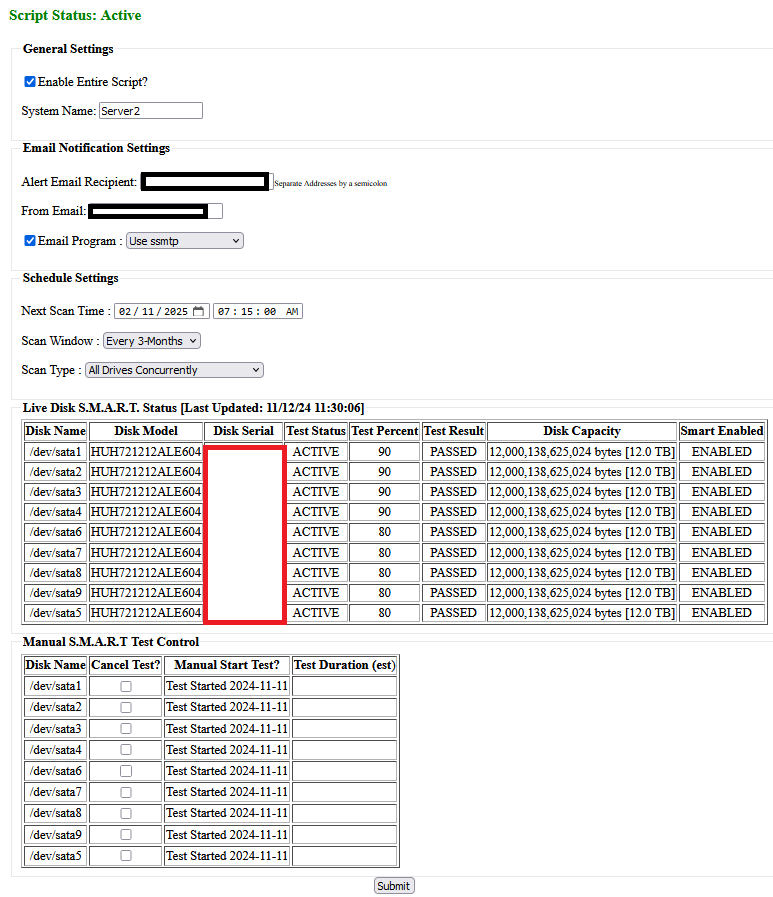 Script Status: Active
General Settings
Enable Entire Script?
System Name: Server2
Email Notification Settings
Alert Email Recipient: Separate Addresses by a semicolon
From Email:
Email Program : Use ssmtp
Schedule Settings
Next Scan Time : 02/11/2025 07:15:00 AM
Scan Window : Every 3-Months
Scan Type : All Drives Concurrently
Live Disk S.M.A.R.T. Status [Last Updated: 11/12/24 11:30:06]
Disk Name Disk Model Disk Serial Test Status Test Percent Test Result Disk Capacity Smart Enabled
/dev/sata1 HUH721212ALE604 ACTIVE 90 PASSED 12,000,138,625,024 bytes [12.0 TB] ENABLED
/dev/sata2 HUH721212ALE604 ACTIVE 90 PASSED 12,000,138,625,024 bytes [12.0 TB] ENABLED
/dev/sata3 HUH721212ALE604 ACTIVE 90 PASSED 12,000,138,625,024 bytes [12.0 TB] ENABLED
/dev/sata4 HUH721212ALE604 ACTIVE 90 PASSED 12,000,138,625,024 bytes [12.0 TB] ENABLED
/dev/sata6 HUH721212ALE604 ACTIVE 80 PASSED 12,000,138,625,024 bytes [12.0 TB] ENABLED
/dev/sata7 HUH721212ALE604 ACTIVE 80 PASSED 12,000,138,625,024 bytes [12.0 TB] ENABLED
/dev/sata8 HUH721212ALE604 ACTIVE 80 PASSED 12,000,138,625,024 bytes [12.0 TB] ENABLED
/dev/sata9 HUH721212ALE604 ACTIVE 80 PASSED 12,000,138,625,024 bytes [12.0 TB] ENABLED
/dev/sata5 HUH721212ALE604 ACTIVE 80 PASSED 12,000,138,625,024 bytes [12.0 TB] ENABLED
Manual S.M.A.R.T Test Control
Disk Name Cancel Test? Manual Start Test? Test Duration (est)
/dev/sata1 Test Started 2024-11-11
/dev/sata2 Test Started 2024-11-11
/dev/sata3 Test Started 2024-11-11
/dev/sata4 Test Started 2024-11-11
/dev/sata6 Test Started 2024-11-11
/dev/sata7 Test Started 2024-11-11
/dev/sata8 Test Started 2024-11-11
/dev/sata9 Test Started 2024-11-11
/dev/sata5 Test Started 2024-11-11
Submit